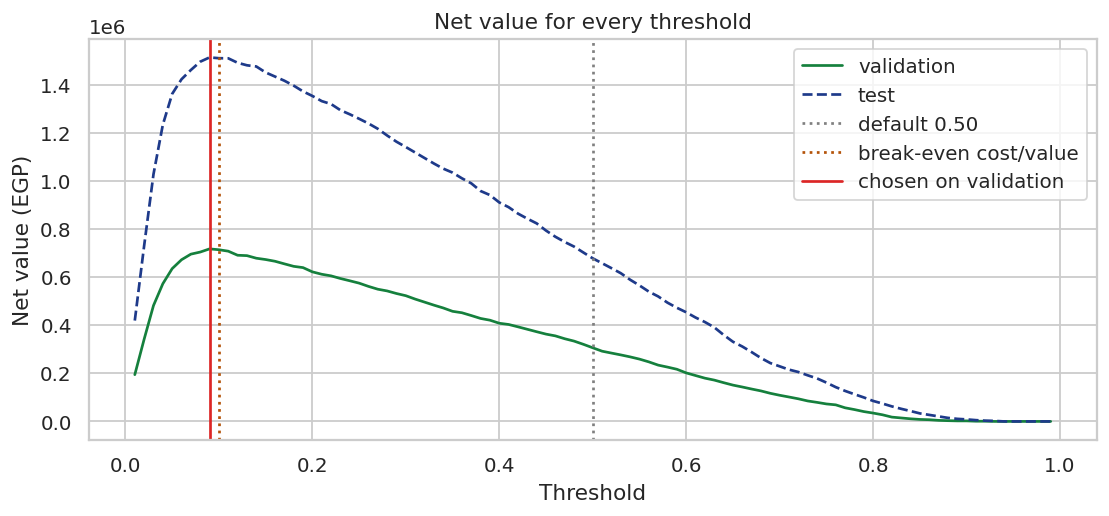 Net value for every threshold
1e6
Net value (EGP)
1.4
1.2
1.0
0.8
0.6
0.4
0.2
0.0
validation
test
default 0.50
break-even cost/value
chosen on validation
0.0 0.2 0.4 0.6 0.8 1.0
Threshold